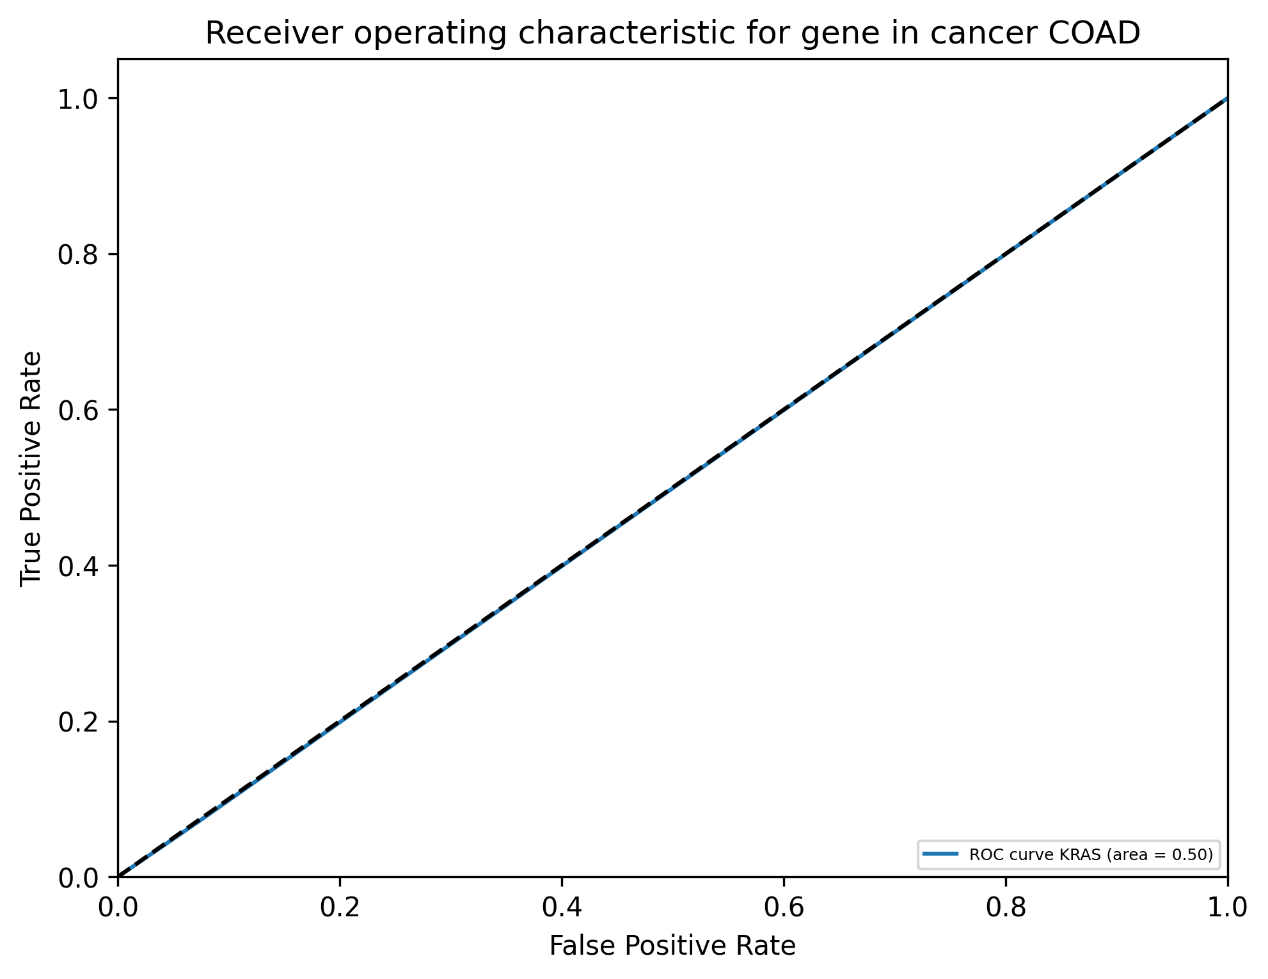 Receiver operating characteristic for gene in cancer COAD
1.0
0.8
0.6
0.4
0.2
0.0
True Positive Rate
ROC curve KRAS (area = 0.50)
0.0 0.2 0.4 0.6 0.8 1.0
False Positive Rate